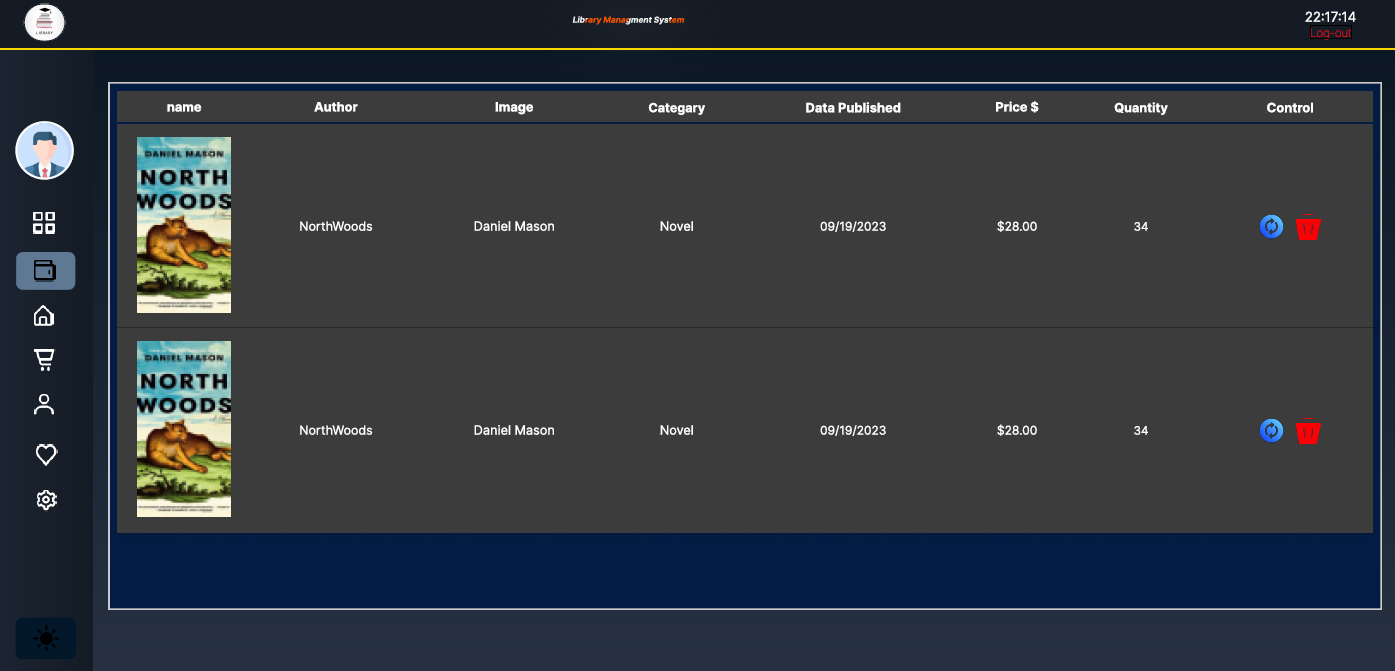 LIBRARY
Library Managment System
22:17:14
Log-out
name Author Image Categary Data Published Price $ Quantity Control
DANIEL MASON
NORTH
WOODS
NorthWoods Daniel Mason Novel 09/19/2023 $28.00 34
DANIEL MASON
NORTH
WOODS
NorthWoods Daniel Mason Novel 09/19/2023 $28.00 34